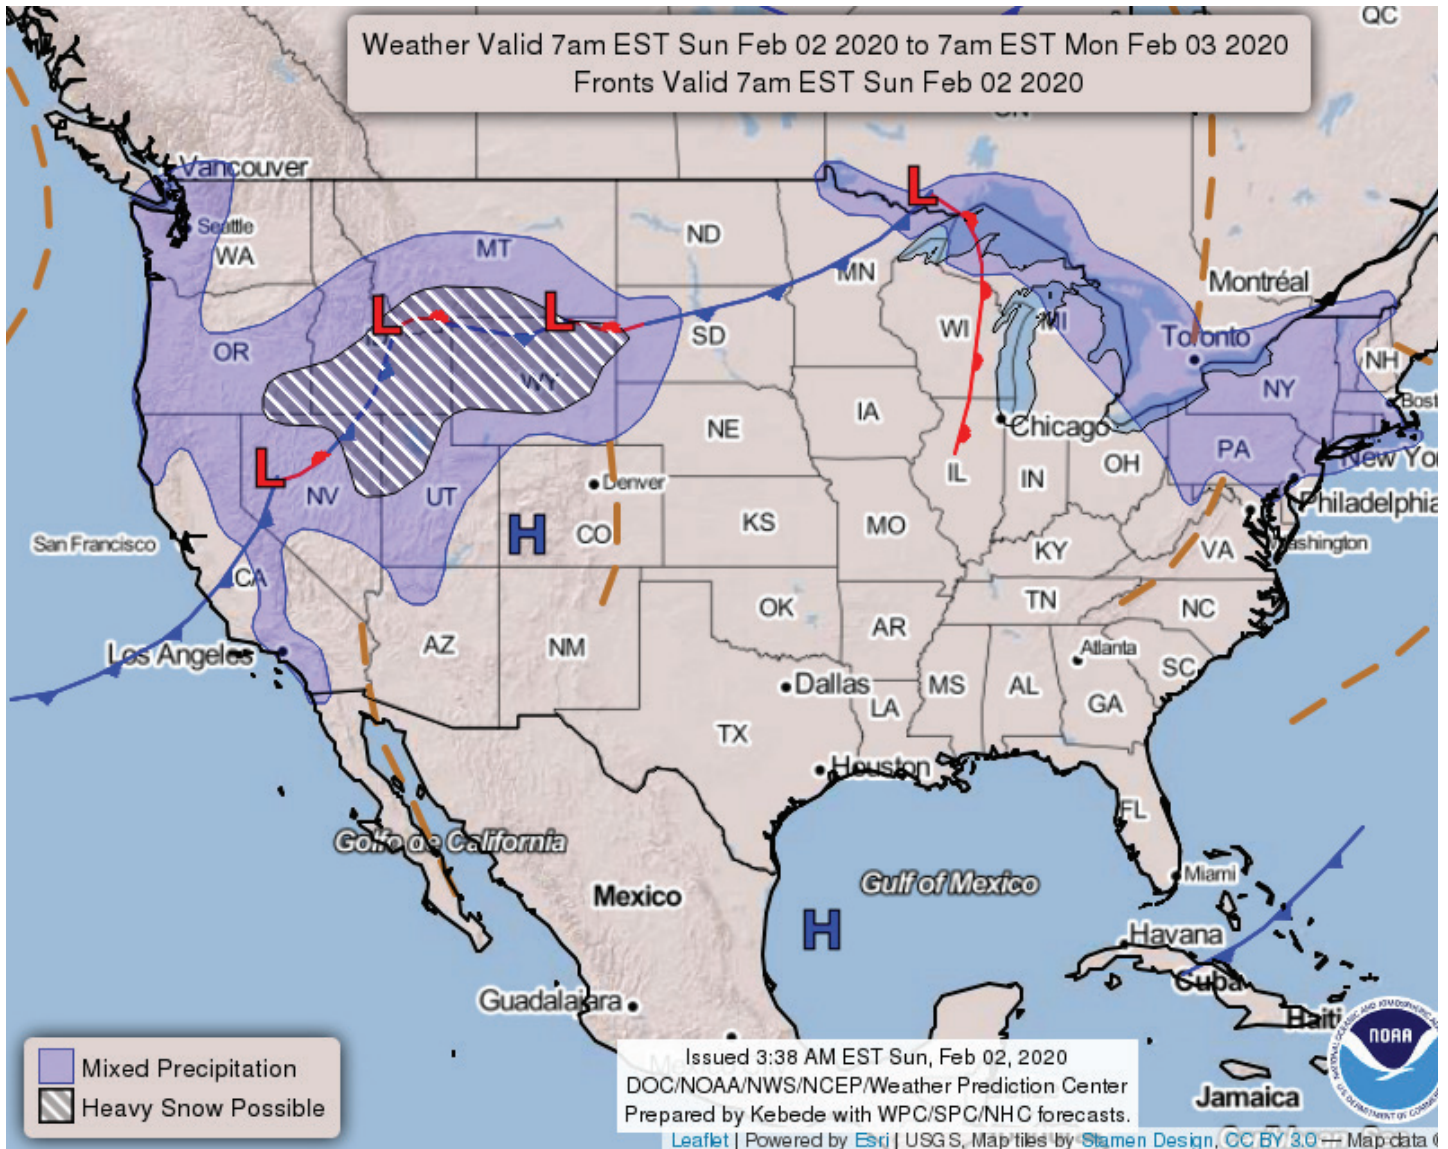 QC
Weather Valid 7am EST Sun Feb 02 2020 to 7am EST Mon Feb 03 2020
Fronts Valid 7am EST Sun Feb 02 2020
Vancouver
L
Seattle
WA
MT
ND
MN
Montréal
L
L
OR
SD
WI
MI
Toronto
NH
WY
NY
IA
NE
Chicago
PA
L
NV
UT
Denver
IL
IN
OH
New Yo
Philadelphia
San Francisco
H
CO
KS
MO
KY
VA
Washington
CA
OK
TN
NC
Los Angeles
AZ
NM
AR
Atlanta
SC
Dallas
LA
MS
AL
GA
TX
Houston
FL
Golfo de California
Mexico
Gulf of Mexico
Miami
H
Havana
Cuba
Guadalajara
Haiti
NOAA
Mixed Precipitation
Heavy Snow Possible
Issued 3:38 AM EST Sun, Feb 02, 2020
DOC/NOAA/NWS/NCEP/Weather Prediction Center
Prepared by Kebede with WPC/SPC/NHC forecasts.
Jamaica
Leaflet | Powered by Esri | USGS, Map tiles by Stamen Design, CC BY 3.0 — Map data ©